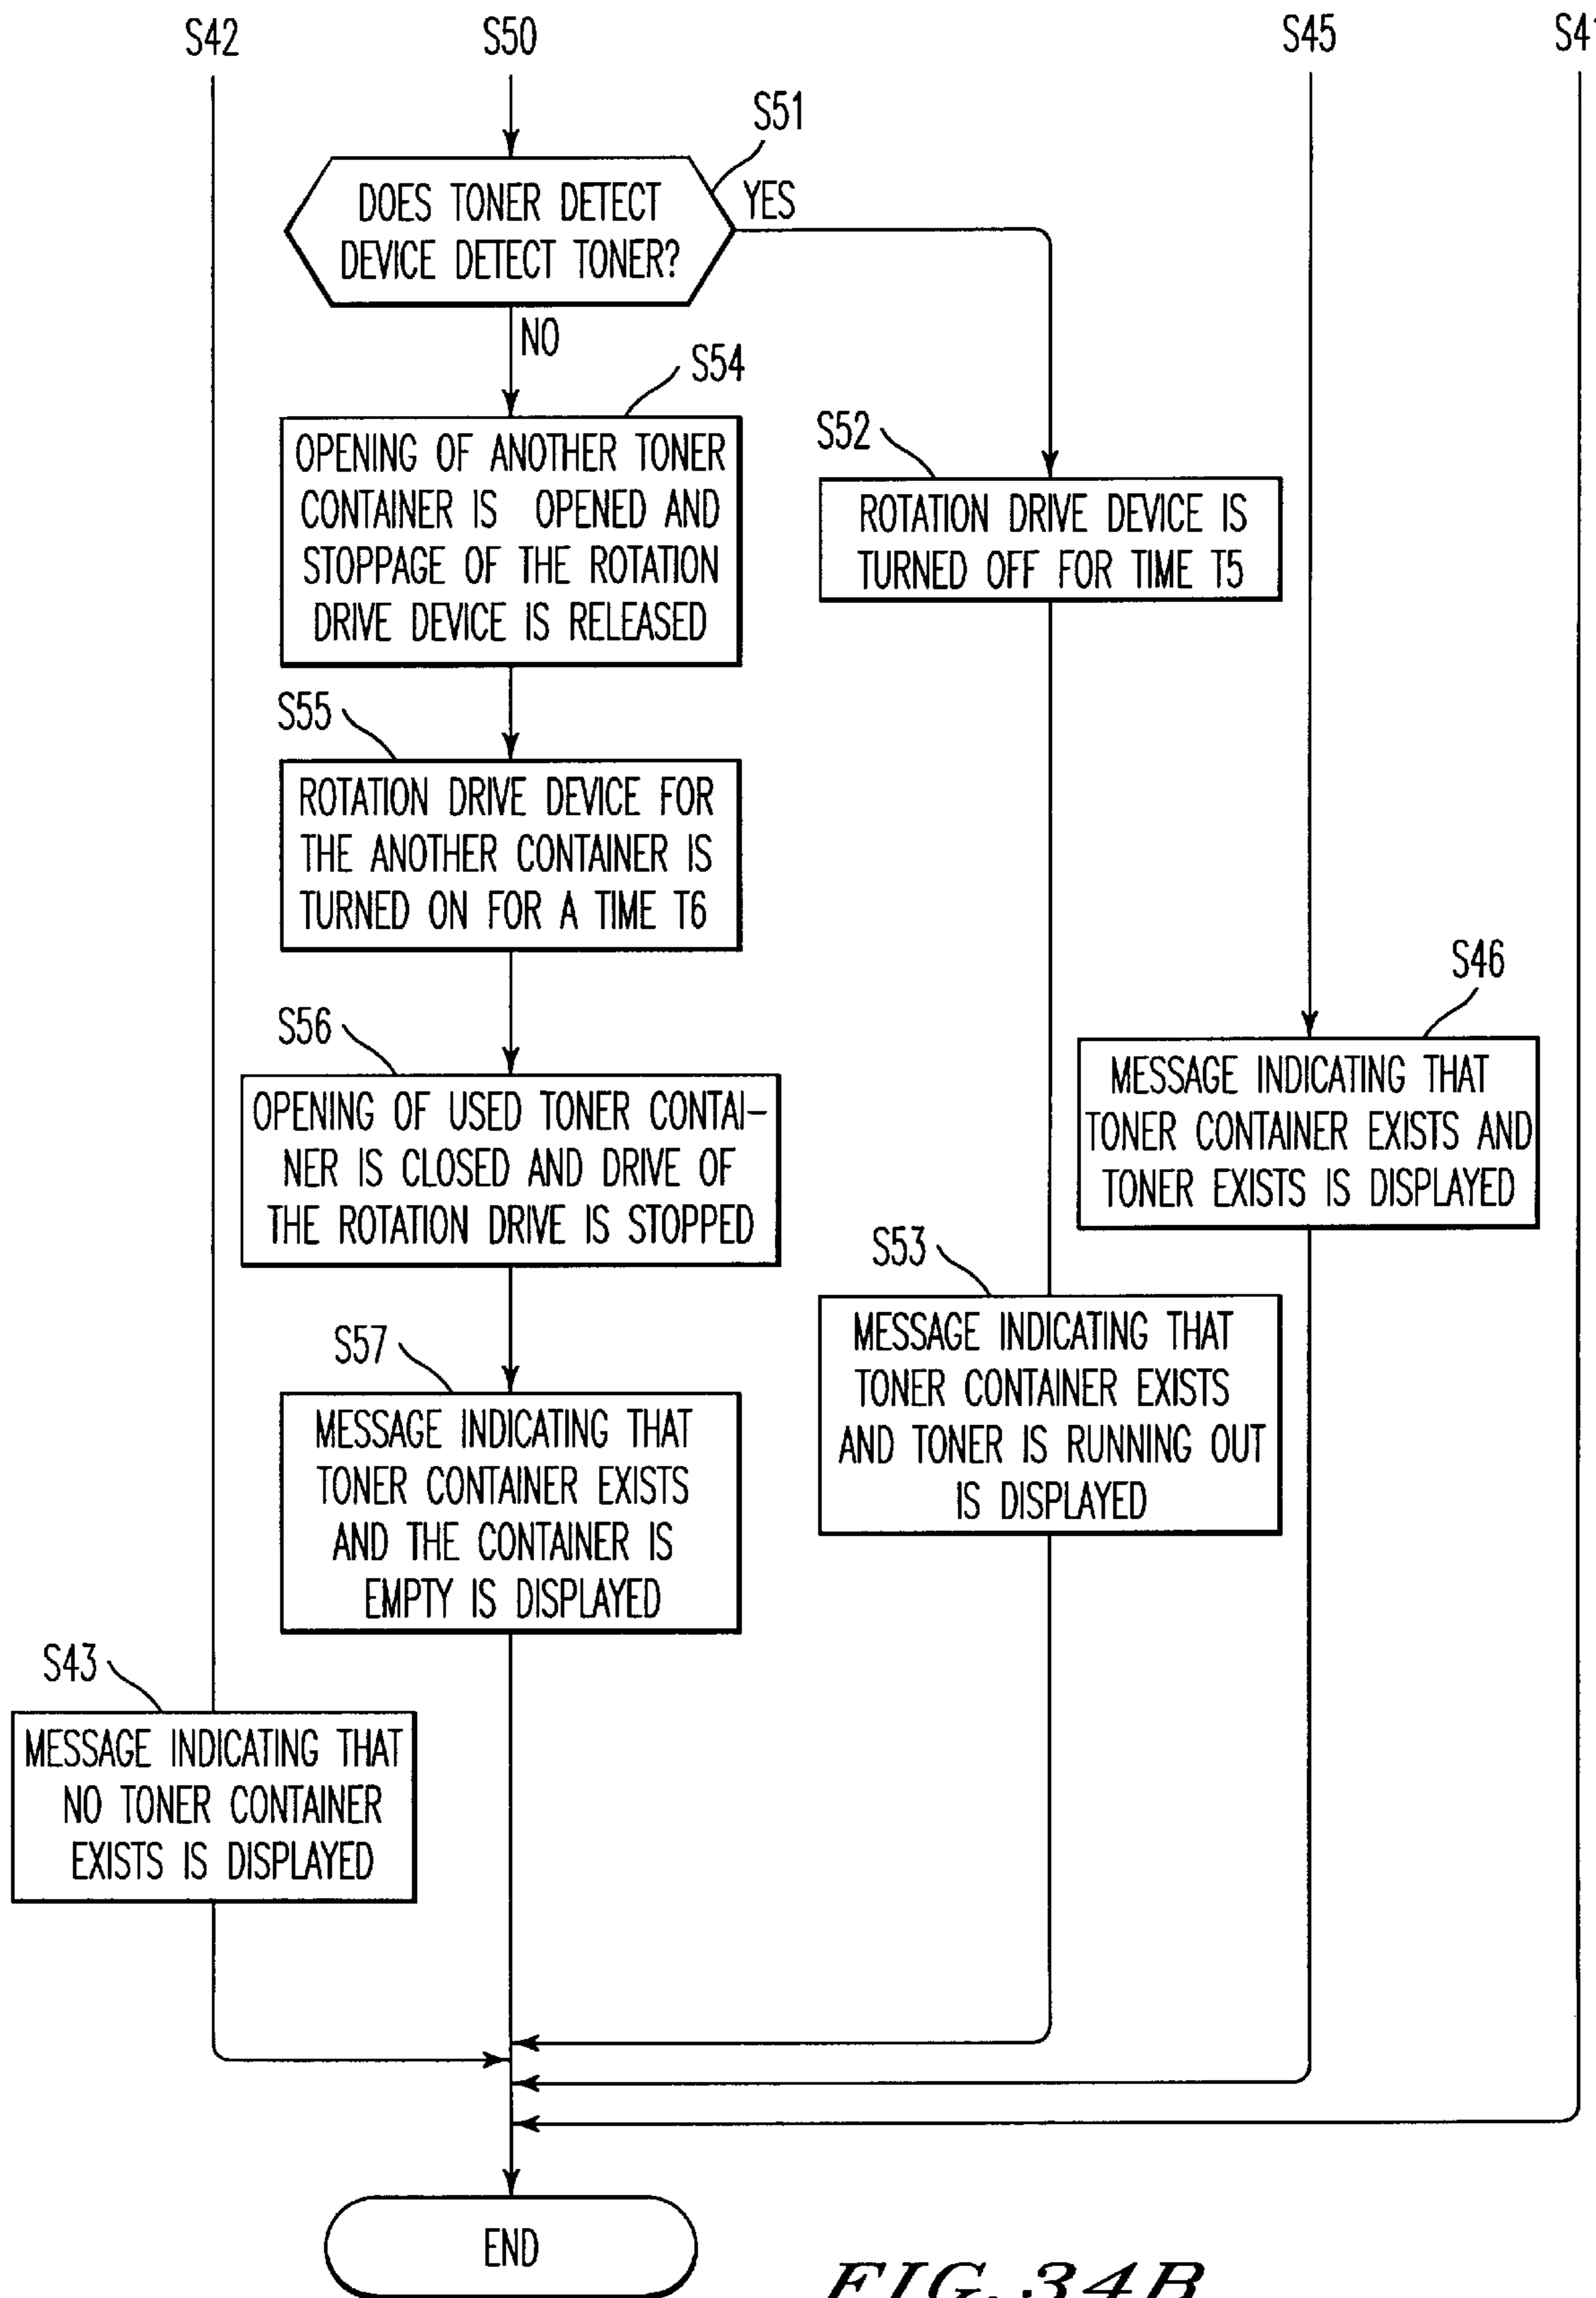 S42
S50
S45
S41
S51
DOES TONER DETECT
DEVICE DETECT TONER?
YES
NO
S54
OPENING OF ANOTHER TONER
CONTAINER IS OPENED AND
STOPPAGE OF THE ROTATION
DRIVE DEVICE IS RELEASED
S52
ROTATION DRIVE DEVICE IS
TURNED OFF FOR TIME T5
S55
ROTATION DRIVE DEVICE FOR
THE ANOTHER CONTAINER IS
TURNED ON FOR A TIME T6
S46
MESSAGE INDICATING THAT
TONER CONTAINER EXISTS AND
TONER EXISTS IS DISPLAYED
S56
OPENING OF USED TONER CONTAI-
NER IS CLOSED AND DRIVE OF
THE ROTATION DRIVE IS STOPPED
S53
MESSAGE INDICATING THAT
TONER CONTAINER EXISTS
AND TONER IS RUNNING OUT
IS DISPLAYED
S57
MESSAGE INDICATING THAT
TONER CONTAINER EXISTS
AND THE CONTAINER IS
EMPTY IS DISPLAYED
S43
MESSAGE INDICATING THAT
NO TONER CONTAINER
EXISTS IS DISPLAYED
END
FIG. 34B